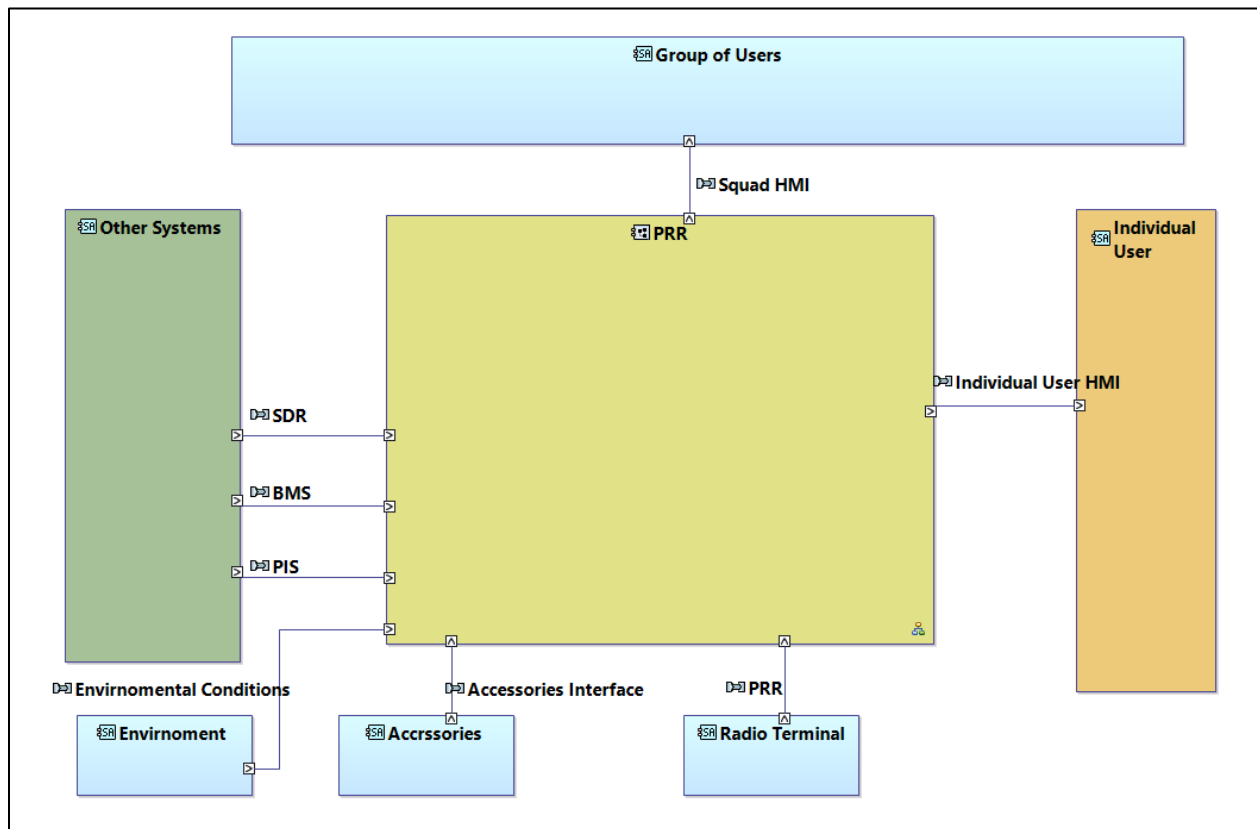 Group of Users
Squad HMI
Other Systems
PRR
Individual
User
Individual User HMI
SDR
BMS
PIS
Envirnomental Conditions
Accessories Interface
PRR
Envirnoment
Accrssories
Radio Terminal